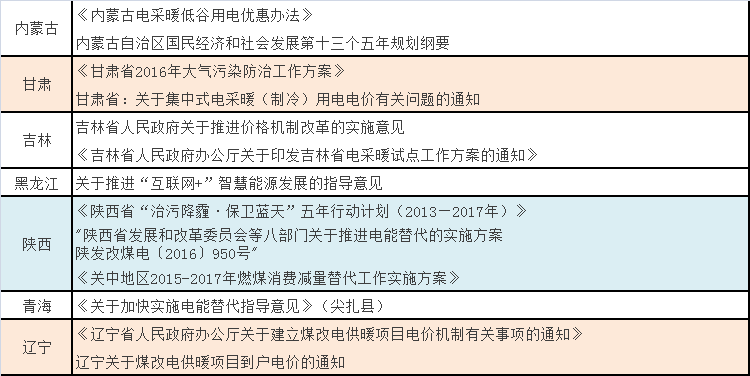 内蒙古
《内蒙古电采暖低谷用电优惠办法》
内蒙古自治区国民经济和社会发展第十三个五年规划纲要
甘肃
《甘肃省2016年大气污染防治工作方案》
甘肃省：关于集中式电采暖（制冷）用电电价有关问题的通知
吉林
吉林省人民政府关于推进价格机制改革的实施意见
《吉林省人民政府办公厅关于印发吉林省电采暖试点工作方案的通知》
黑龙江
关于推进“互联网+”智慧能源发展的指导意见
陕西
《陕西省“治污降霾·保卫蓝天”五年行动计划（2013—2017年）》
"陕西省发展和改革委员会等八部门关于推进电能替代的实施方案
陕发改煤电〔2016〕950号"
《关中地区2015-2017年燃煤消费减量替代工作实施方案》
青海
《关于加快实施电能替代指导意见》（尖扎县）
辽宁
《辽宁省人民政府办公厅关于建立煤改电供暖项目电价机制有关事项的通知》
辽宁关于煤改电供暖项目到户电价的通知